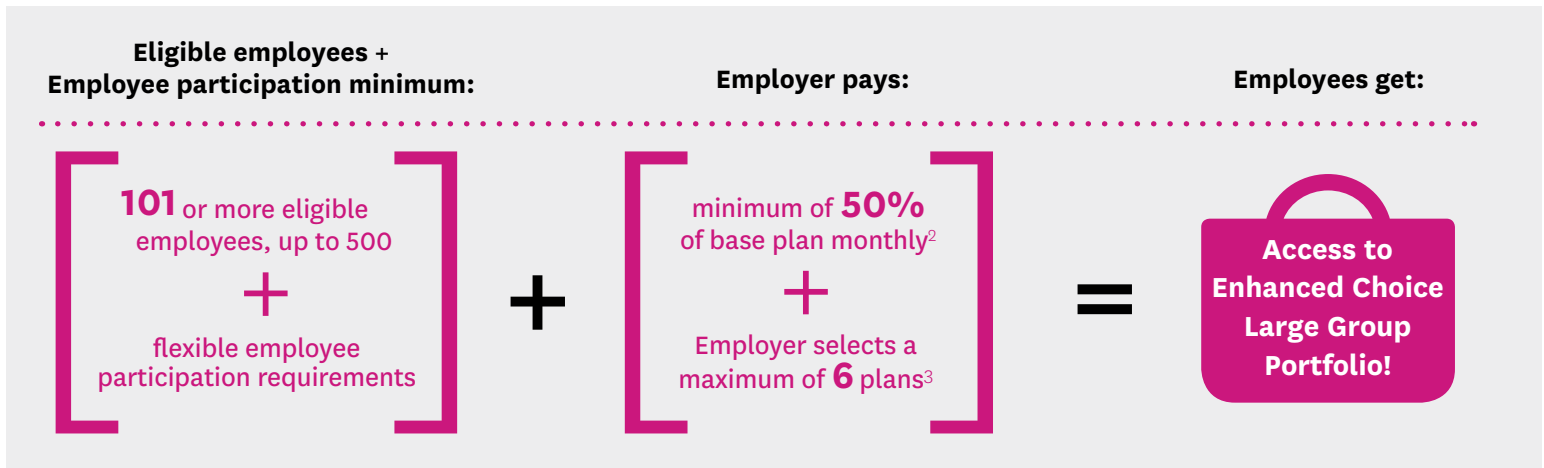 Eligible employees +
Employee participation minimum:
Employer pays:
Employees get:
101 or more eligible
employees, up to 500
+
flexible employee
participation requirements
+
minimum of 50%
of base plan monthly2
+
Employer selects a
maximum of 6 plans3
=
Access to
Enhanced Choice
Large Group
Portfolio!